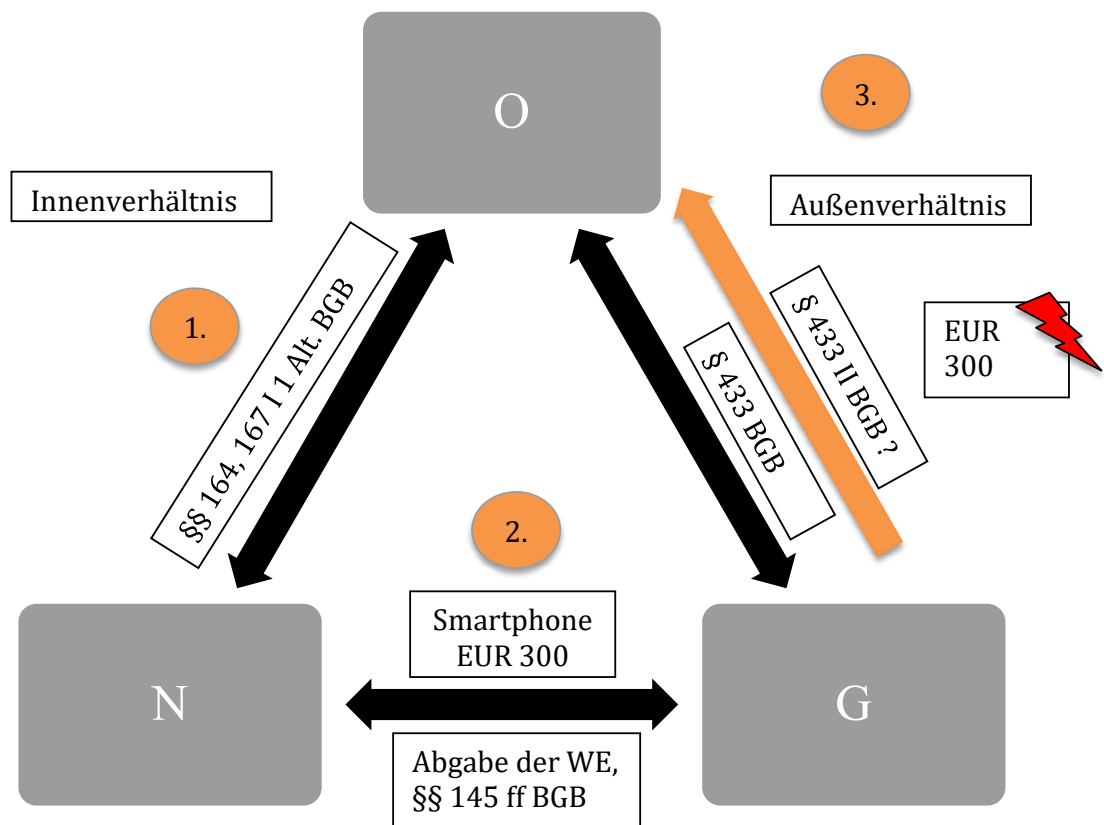 O
3.
Innenverhältnis
Außenverhältnis
1.
§§ 164, 167 I 1 Alt. BGB
§ 433 BGB
§ 433 II BGB ?
EUR
300
2.
Smartphone
EUR 300
N
G
Abgabe der WE,
§§ 145 ff BGB